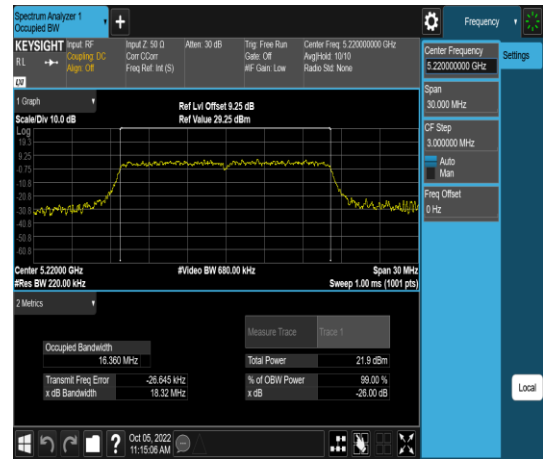 Spectrum Analyzer 1
Occupied BW
+
Frequency
KEYSIGHT
RL
Input: RF
Coupling: DC
Align: Off
Input Z: 50 Ω
Corr CCorr
Freq Ref: Int (S)
Atten: 30 dB
Trig: Free Run
Gate: Off
#IF Gain: Low
Center Freq: 5.220000000 GHz
Avg|Hold: 10/10
Radio Std: None
Center Frequency
5.220000000 GHz
Settings
Span
30.000 MHz
CF Step
3.000000 MHz
Auto
Man
Freq Offset
0 Hz
Local
1 Graph
Scale/Div 10.0 dB
Ref Lvl Offset 9.25 dB
Ref Value 29.25 dBm
Log
19.3
9.25
-0.75
-10.8
-20.8
-30.8
-40.8
-50.8
-60.8
Center 5.22000 GHz
#Video BW 680.00 kHz
Span 30 MHz
#Res BW 220.00 kHz
Sweep 1.00 ms (1001 pts)
2 Metrics
Measure Trace
Trace 1
Occupied Bandwidth
16.360 MHz
Total Power
21.9 dBm
Transmit Freq Error
-26.645 kHz
% of OBW Power
99.00 %
x dB Bandwidth
18.32 MHz
x dB
-26.00 dB
?
Oct 05, 2022
11:15:06 AM